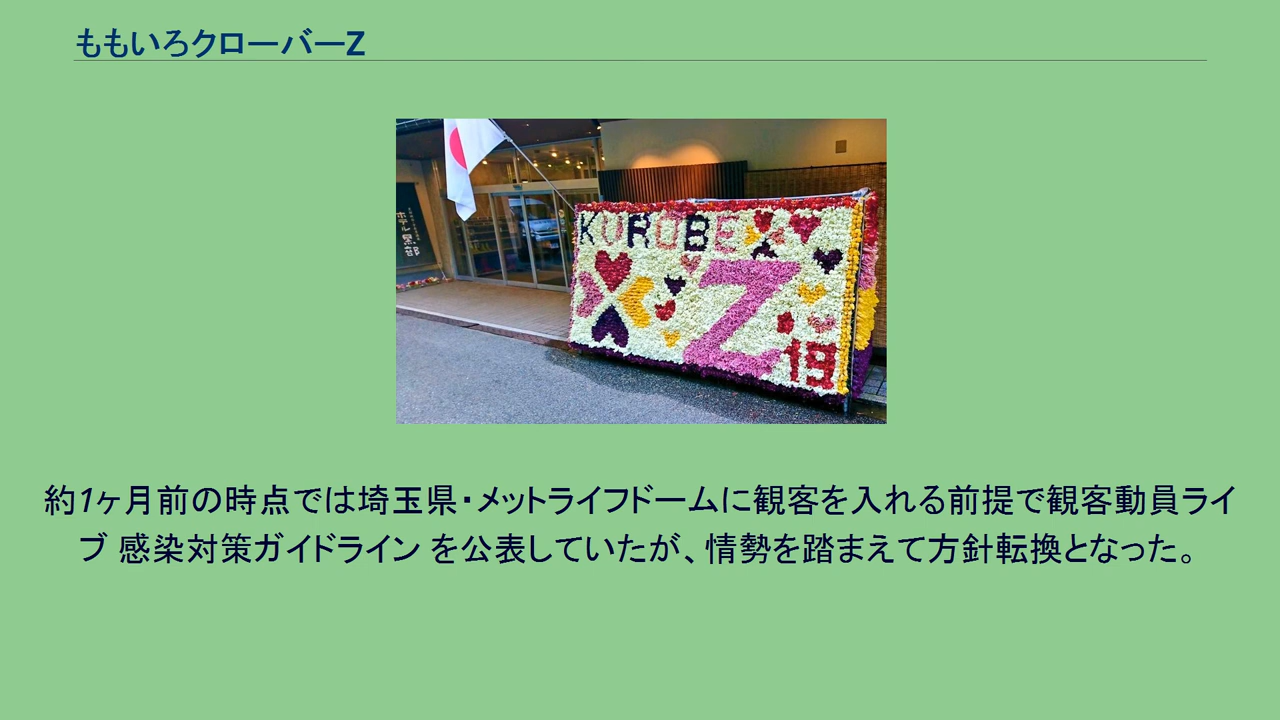 ももいろクローバーZ
KUROBE
Z
19
約1ヶ月前の時点では埼玉県・メットライフドームに観客を入れる前提で観客動員ライ
ブ 感染対策ガイドライン を公表していたが、情勢を踏まえて方針転換となった。